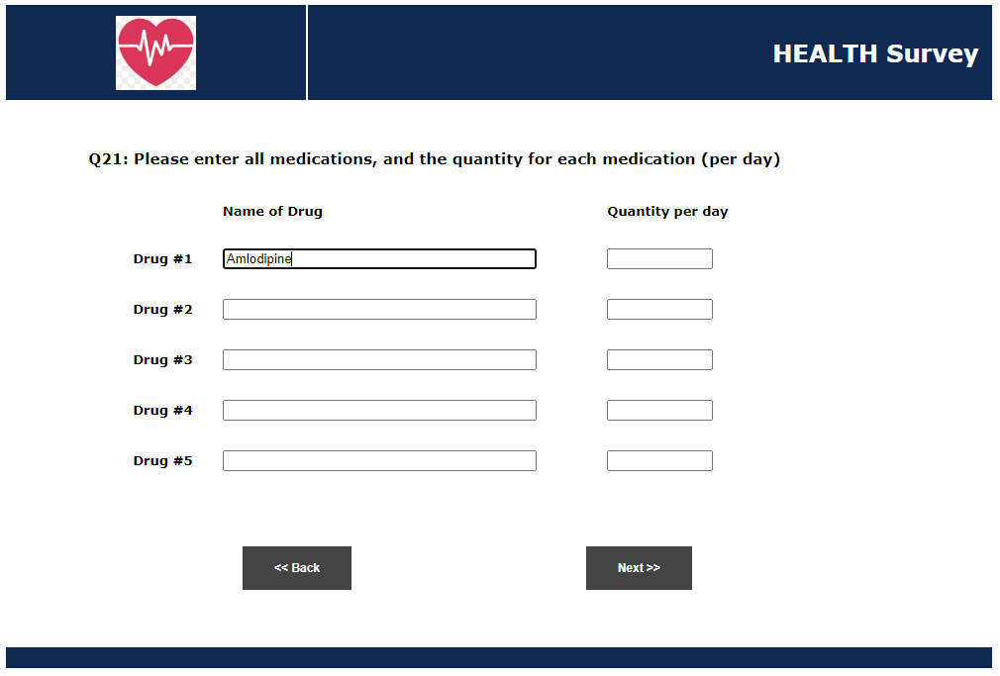 HEALTH Survey
Q21: Please enter all medications, and the quantity for each medication (per day)
Name of Drug Quantity per day
Drug #1 Amlodipine
Drug #2
Drug #3
Drug #4
Drug #5
<< Back Next >>